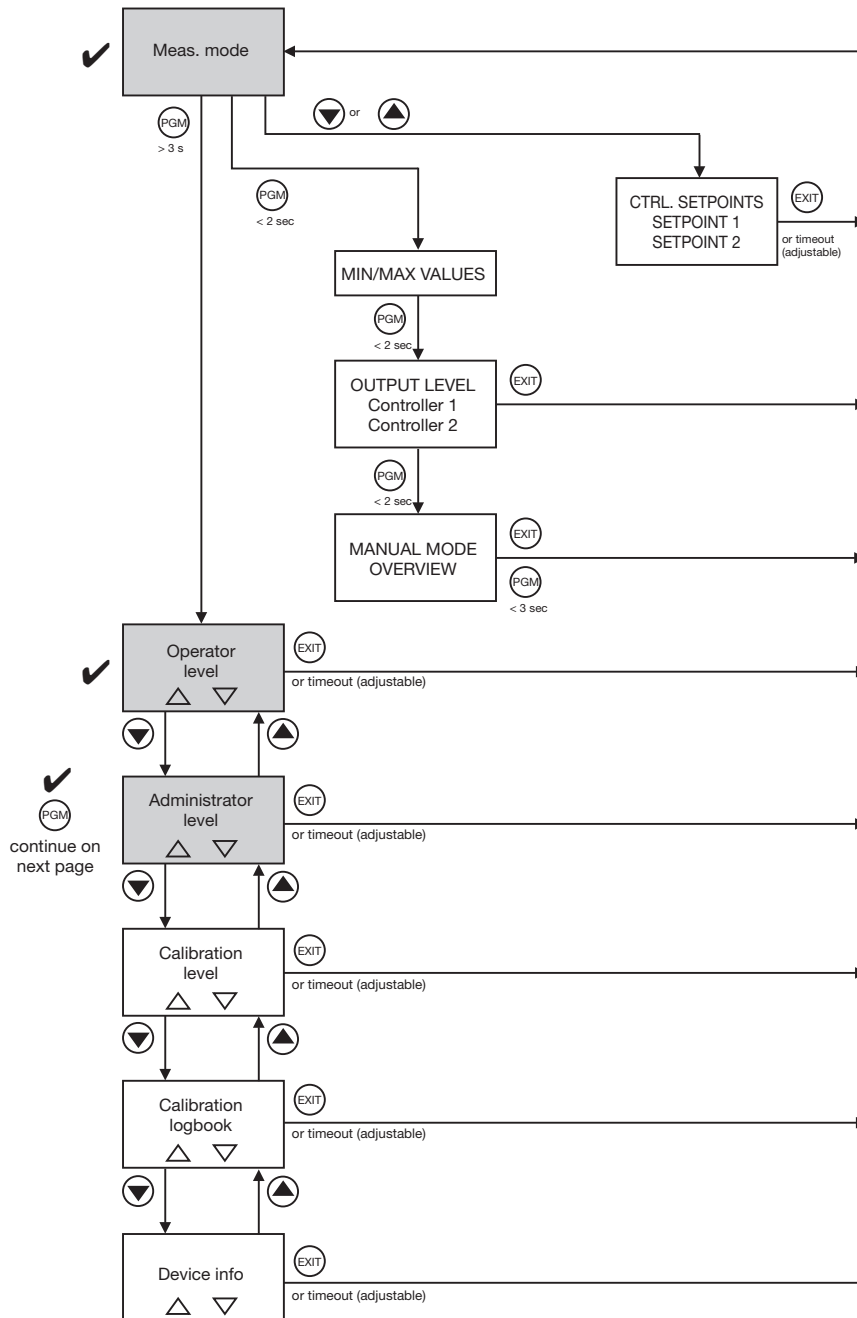 Meas. mode
PGM
> 3 s
or
PGM
< 2 sec
CTRL. SETPOINTS
SETPOINT 1
SETPOINT 2
EXIT
or timeout
(adjustable)
MIN/MAX VALUES
PGM
< 2 sec
OUTPUT LEVEL
Controller 1
Controller 2
EXIT
PGM
< 2 sec
MANUAL MODE
OVERVIEW
EXIT
PGM
< 3 sec
Operator
level
EXIT
or timeout (adjustable)
PGM
continue on
next page
Administrator
level
EXIT
or timeout (adjustable)
Calibration
level
EXIT
or timeout (adjustable)
Calibration
logbook
EXIT
or timeout (adjustable)
Device info
EXIT
or timeout (adjustable)